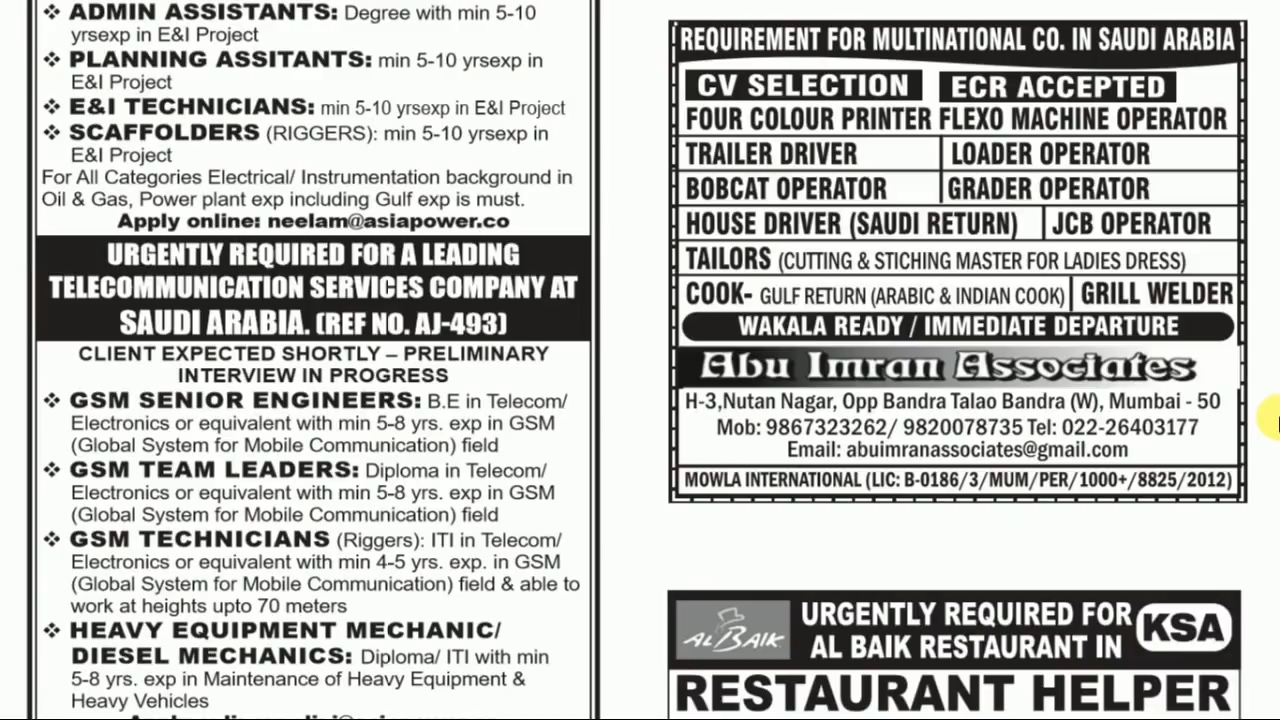 ❖ ADMIN ASSISTANTS: Degree with min 5-10
yrsexp in E&I Project
❖ PLANNING ASSITANTS: min 5-10 yrsexp in
E&I Project
❖ E&I TECHNICIANS: min 5-10 yrsexp in E&I Project
❖ SCAFFOLDERS (RIGGERS): min 5-10 yrsexp in
E&I Project
For All Categories Electrical/ Instrumentation background in
Oil & Gas, Power plant exp including Gulf exp is must.
Apply online: neelam@asiapower.co
URGENTLY REQUIRED FOR A LEADING
TELECOMMUNICATION SERVICES COMPANY AT
SAUDI ARABIA. (REF NO. AJ-493)
CLIENT EXPECTED SHORTLY – PRELIMINARY
INTERVIEW IN PROGRESS
❖ GSM SENIOR ENGINEERS: B.E in Telecom/
Electronics or equivalent with min 5-8 yrs. exp in GSM
(Global System for Mobile Communication) field
❖ GSM TEAM LEADERS: Diploma in Telecom/
Electronics or equivalent with min 5-8 yrs. exp in GSM
(Global System for Mobile Communication) field
❖ GSM TECHNICIANS (Riggers): ITI in Telecom/
Electronics or equivalent with min 4-5 yrs. exp. in GSM
(Global System for Mobile Communication) field & able to
work at heights upto 70 meters
❖ HEAVY EQUIPMENT MECHANIC/
DIESEL MECHANICS: Diploma/ ITI with min
5-8 yrs. exp in Maintenance of Heavy Equipment &
Heavy Vehicles
REQUIREMENT FOR MULTINATIONAL CO. IN SAUDI ARABIA
CV SELECTION ECR ACCEPTED
FOUR COLOUR PRINTER FLEXO MACHINE OPERATOR
TRAILER DRIVER LOADER OPERATOR
BOBCAT OPERATOR GRADER OPERATOR
HOUSE DRIVER (SAUDI RETURN) JCB OPERATOR
TAILORS (CUTTING & STICHING MASTER FOR LADIES DRESS)
COOK- GULF RETURN (ARABIC & INDIAN COOK) GRILL WELDER
WAKALA READY / IMMEDIATE DEPARTURE
Abu Imran Associates
H-3,Nutan Nagar, Opp Bandra Talao Bandra (W), Mumbai - 50
Mob: 9867323262/ 9820078735 Tel: 022-26403177
Email: abuimranassociates@gmail.com
MOWLA INTERNATIONAL (LIC: B-0186/3/MUM/PER/1000+/8825/2012)
AL BAIK
URGENTLY REQUIRED FOR
AL BAIK RESTAURANT IN
KSA
RESTAURANT HELPER